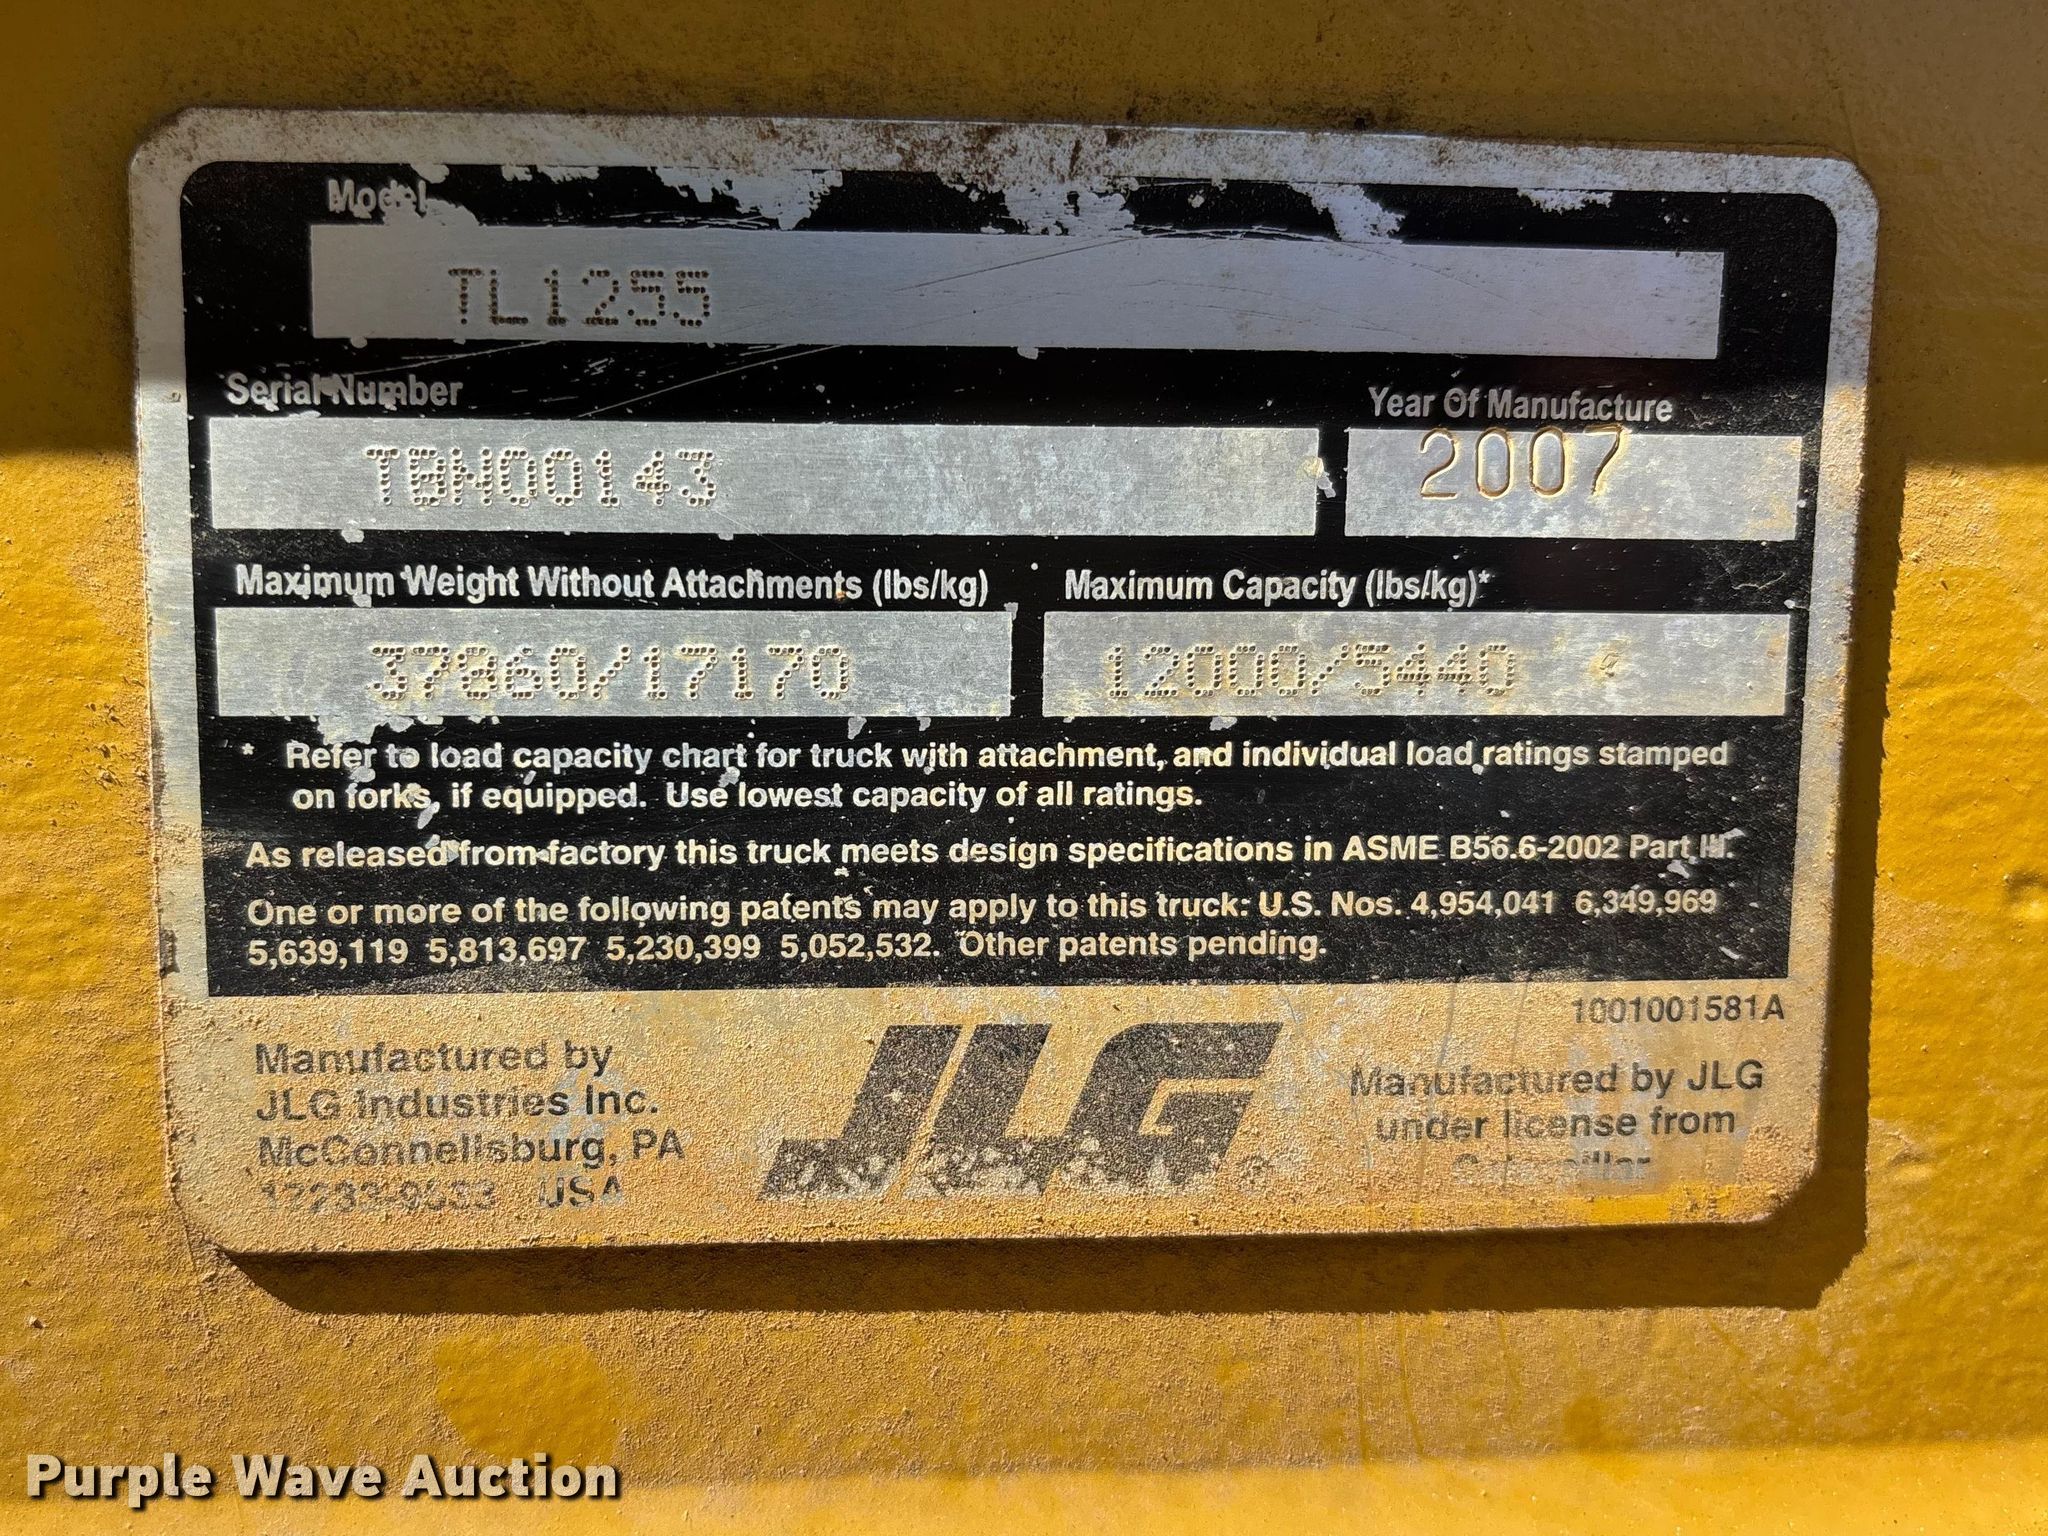 Model
TL1255
Serial Number
Year Of Manufacture
TBN00143
2007
Maximum Weight Without Attachments (lbs/kg)
Maximum Capacity (lbs/kg)*
37860/17170
12000/5440
* Refer to load capacity chart for truck with attachment, and individual load ratings stamped
on forks, if equipped. Use lowest capacity of all ratings.
As released from factory this truck meets design specifications in ASME B56.6-2002 Part III.
One or more of the following patents may apply to this truck: U.S. Nos. 4,954,041 6,349,969
5,639,119 5,813,697 5,230,399 5,052,532. Other patents pending.
1001001581A
Manufactured by
JLG Industries Inc.
McConnellsburg, PA
17233-9533 USA
JLG®
Manufactured by JLG
under license from
Caterpillar
Purple Wave Auction